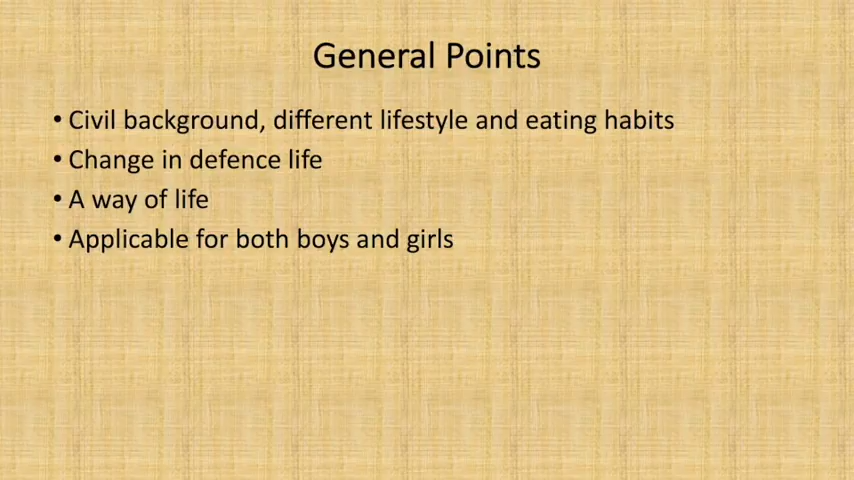 General Points
• Civil background, different lifestyle and eating habits
• Change in defence life
• A way of life
• Applicable for both boys and girls